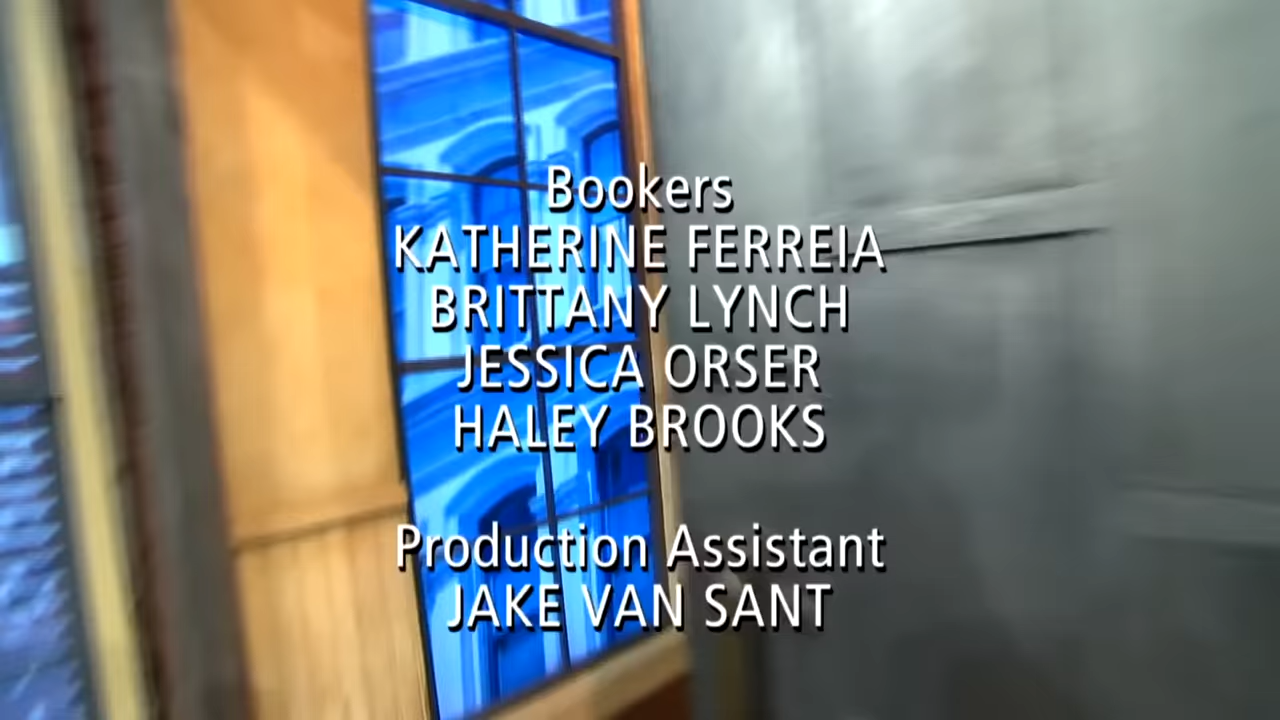 Bookers
KATHERINE FERREIA
BRITTANY LYNCH
JESSICA ORSER
HALEY BROOKS
Production Assistant
JAKE VAN SANT